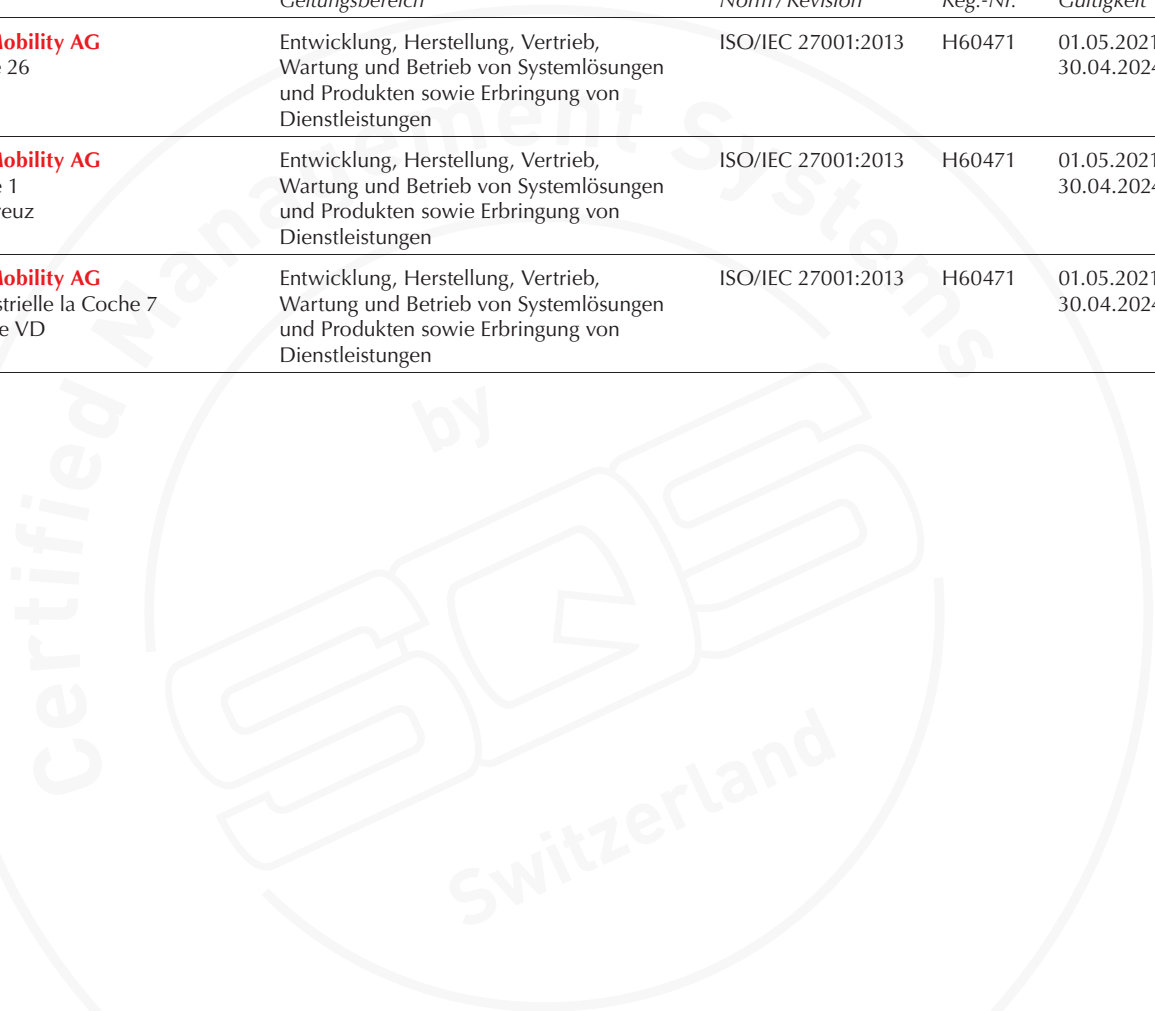 Geltungsbereich Norm/Revision Reg.-Nr. Gültigkeit
Mobility AG Entwicklung, Herstellung, Vertrieb, ISO/IEC 27001:2013 H60471 01.05.2021
26 Wartung und Betrieb von Systemlösungen 30.04.2024
und Produkten sowie Erbringung von
Dienstleistungen
Mobility AG Entwicklung, Herstellung, Vertrieb, ISO/IEC 27001:2013 H60471 01.05.2021
1 Wartung und Betrieb von Systemlösungen 30.04.2024
reuz und Produkten sowie Erbringung von
Dienstleistungen
Mobility AG Entwicklung, Herstellung, Vertrieb, ISO/IEC 27001:2013 H60471 01.05.2021
strielle la Coche 7 Wartung und Betrieb von Systemlösungen 30.04.2024
e VD und Produkten sowie Erbringung von
Dienstleistungen
Certified Management Systems
by
SQS
Switzerland